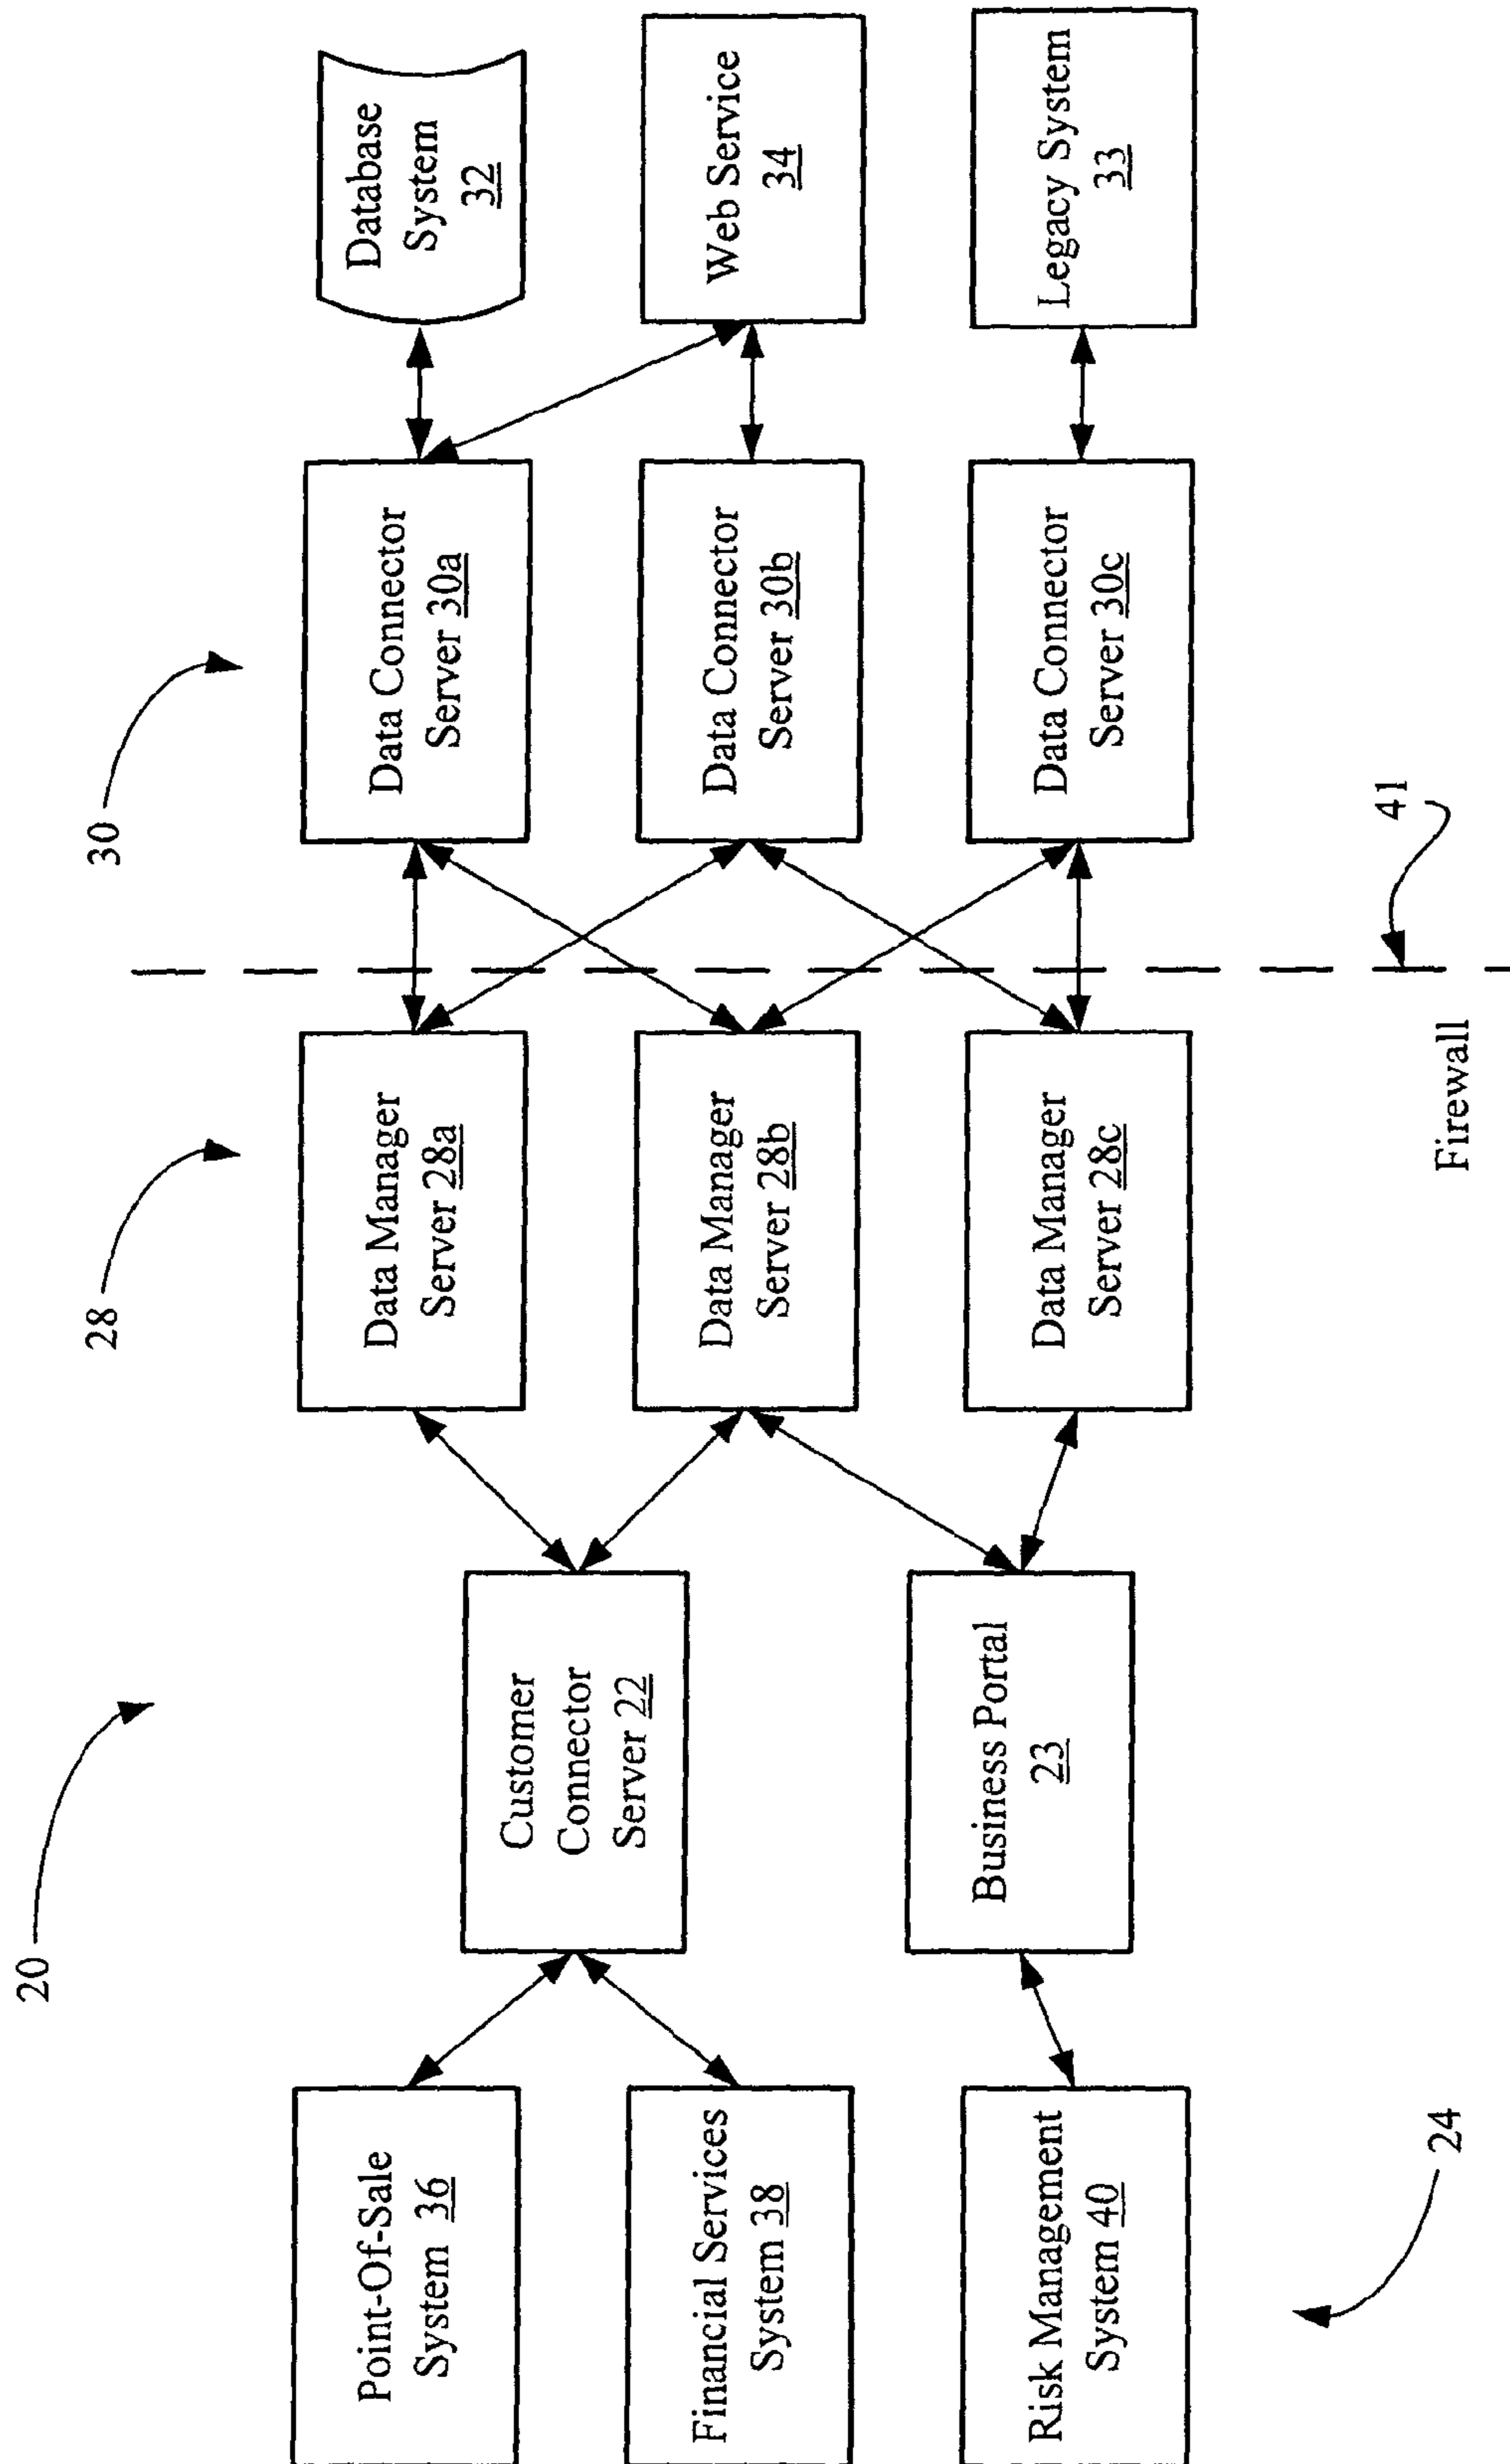 20
28
30
Point-Of-Sale
System 36
Customer
Connector
Server 22
Data Manager
Server 28a
Data Connector
Server 30a
Database
System
32
Financial Services
System 38
Data Manager
Server 28b
Data Connector
Server 30b
Web Service
34
Risk Management
System 40
Business Portal
23
Data Manager
Server 28c
Data Connector
Server 30c
Legacy System
33
24
Firewall
41